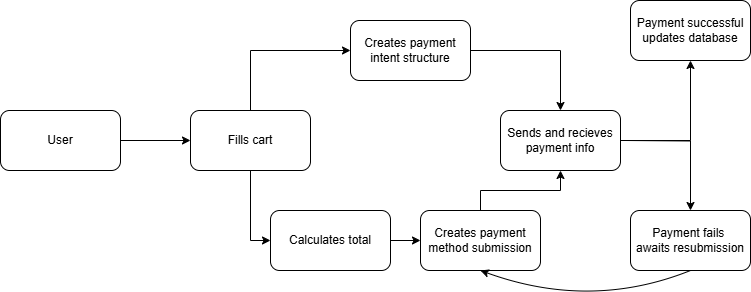 Payment successful
updates database
Creates payment
intent structure
User
Fills cart
Sends and recieves
payment info
Calculates total
Creates payment
method submission
Payment fails
awaits resubmission